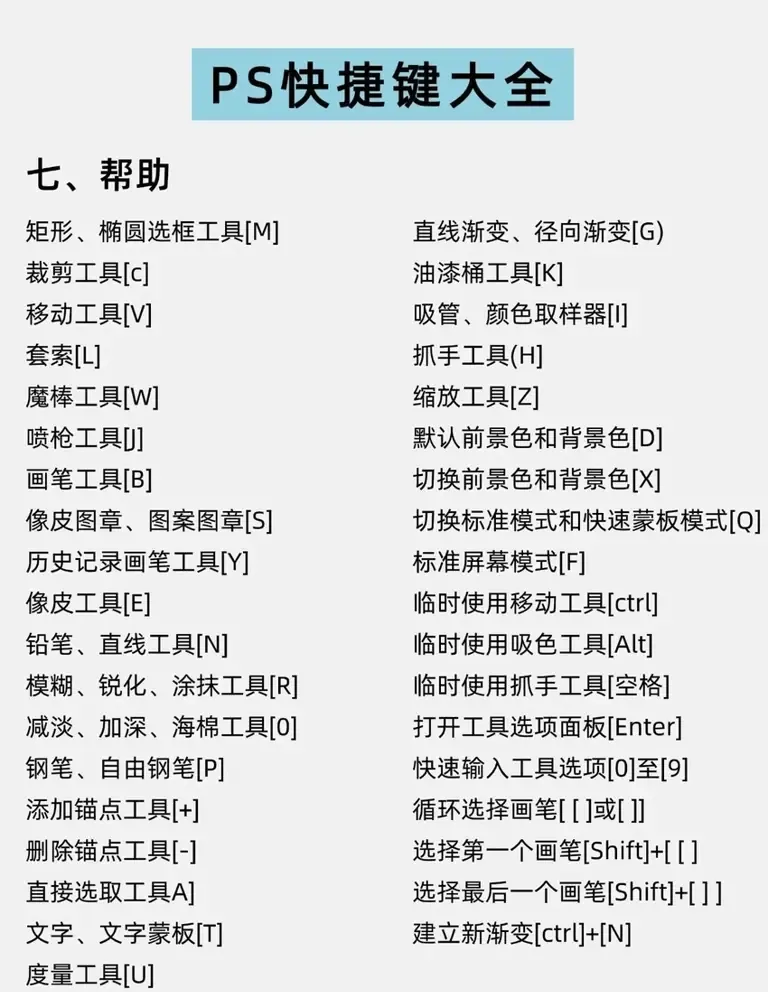 PS快捷键大全
七、帮助
矩形、椭圆选框工具[M]
裁剪工具[c]
移动工具[V]
套索[L]
魔棒工具[W]
喷枪工具[J]
画笔工具[B]
像皮图章、图案图章[S]
历史记录画笔工具[Y]
像皮工具[E]
铅笔、直线工具[N]
模糊、锐化、涂抹工具[R]
减淡、加深、海棉工具[0]
钢笔、自由钢笔[P]
添加锚点工具[+]
删除锚点工具[-]
直接选取工具A]
文字、文字蒙板[T]
度量工具[U]
直线渐变、径向渐变[G)
油漆桶工具[K]
吸管、颜色取样器[I]
抓手工具(H]
缩放工具[Z]
默认前景色和背景色[D]
切换前景色和背景色[X]
切换标准模式和快速蒙板模式[Q]
标准屏幕模式[F]
临时使用移动工具[ctrl]
临时使用吸色工具[Alt]
临时使用抓手工具[空格]
打开工具选项面板[Enter]
快速输入工具选项[0]至[9]
循环选择画笔[ [ ]或[ ]]
选择第一个画笔[Shift]+[ [ ]
选择最后一个画笔[Shift]+[ ] ]
建立新渐变[ctrl]+[N]